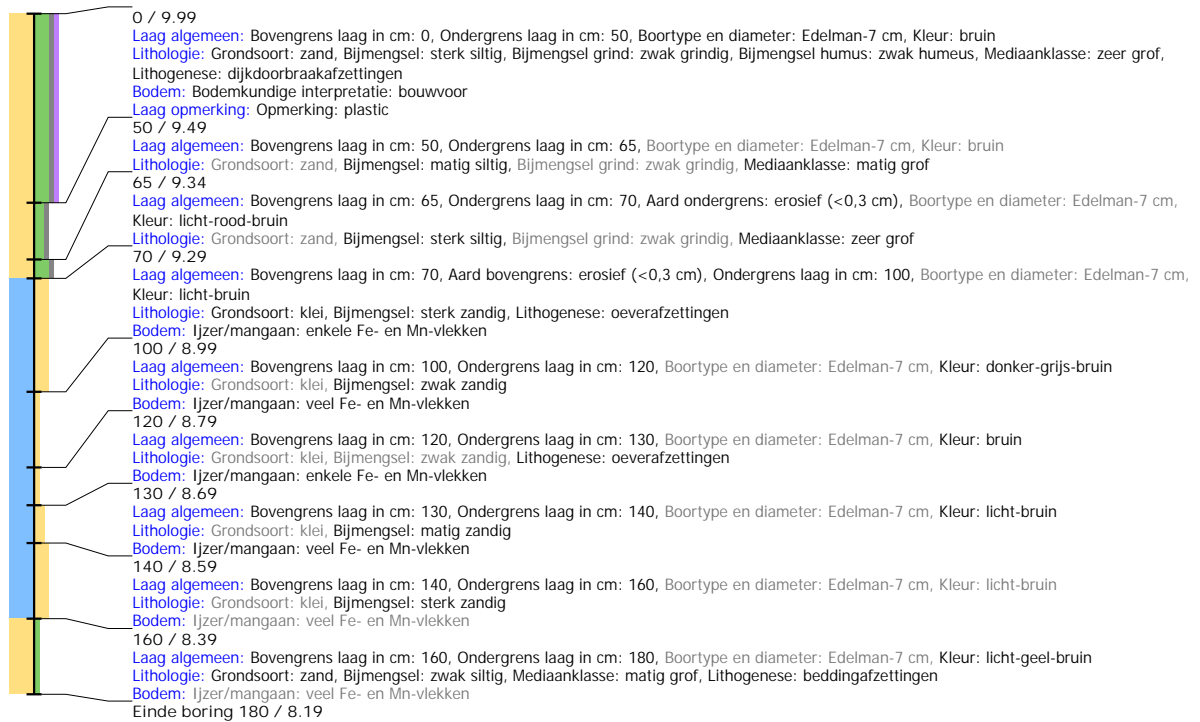 0 / 9.99
Laag algemeen: Bovengrens laag in cm: 0, Ondergrens laag in cm: 50, Boortype en diameter: Edelman-7 cm, Kleur: bruin
Lithologie: Grondsoort: zand, Bijmengsel: sterk siltig, Bijmengsel grind: zwak grindig, Bijmengsel humus: zwak humeus, Mediaanklasse: zeer grof,
Lithogenese: dijkdoorbraakafzettingen
Bodem: Bodemkundige interpretatie: bouwvoor
Laag opmerking: Opmerking: plastic
50 / 9.49
Laag algemeen: Bovengrens laag in cm: 50, Ondergrens laag in cm: 65, Boortype en diameter: Edelman-7 cm, Kleur: bruin
Lithologie: Grondsoort: zand, Bijmengsel: matig siltig, Bijmengsel grind: zwak grindig, Mediaanklasse: matig grof
65 / 9.34
Laag algemeen: Bovengrens laag in cm: 65, Ondergrens laag in cm: 70, Aard ondergrens: erosief (<0,3 cm), Boortype en diameter: Edelman-7 cm,
Kleur: licht-rood-bruin
Lithologie: Grondsoort: zand, Bijmengsel: sterk siltig, Bijmengsel grind: zwak grindig, Mediaanklasse: zeer grof
70 / 9.29
Laag algemeen: Bovengrens laag in cm: 70, Aard bovengrens: erosief (<0,3 cm), Ondergrens laag in cm: 100, Boortype en diameter: Edelman-7 cm,
Kleur: licht-bruin
Lithologie: Grondsoort: klei, Bijmengsel: sterk zandig, Lithogenese: oeverafzettingen
Bodem: Ijzer/mangaan: enkele Fe- en Mn-vlekken
100 / 8.99
Laag algemeen: Bovengrens laag in cm: 100, Ondergrens laag in cm: 120, Boortype en diameter: Edelman-7 cm, Kleur: donker-grijs-bruin
Lithologie: Grondsoort: klei, Bijmengsel: zwak zandig
Bodem: Ijzer/mangaan: veel Fe- en Mn-vlekken
120 / 8.79
Laag algemeen: Bovengrens laag in cm: 120, Ondergrens laag in cm: 130, Boortype en diameter: Edelman-7 cm, Kleur: bruin
Lithologie: Grondsoort: klei, Bijmengsel: zwak zandig, Lithogenese: oeverafzettingen
Bodem: Ijzer/mangaan: enkele Fe- en Mn-vlekken
130 / 8.69
Laag algemeen: Bovengrens laag in cm: 130, Ondergrens laag in cm: 140, Boortype en diameter: Edelman-7 cm, Kleur: licht-bruin
Lithologie: Grondsoort: klei, Bijmengsel: matig zandig
Bodem: Ijzer/mangaan: veel Fe- en Mn-vlekken
140 / 8.59
Laag algemeen: Bovengrens laag in cm: 140, Ondergrens laag in cm: 160, Boortype en diameter: Edelman-7 cm, Kleur: licht-bruin
Lithologie: Grondsoort: klei, Bijmengsel: sterk zandig
Bodem: Ijzer/mangaan: veel Fe- en Mn-vlekken
160 / 8.39
Laag algemeen: Bovengrens laag in cm: 160, Ondergrens laag in cm: 180, Boortype en diameter: Edelman-7 cm, Kleur: licht-geel-bruin
Lithologie: Grondsoort: zand, Bijmengsel: zwak siltig, Mediaanklasse: matig grof, Lithogenese: beddingafzettingen
Bodem: Ijzer/mangaan: veel Fe- en Mn-vlekken
Einde boring 180 / 8.19